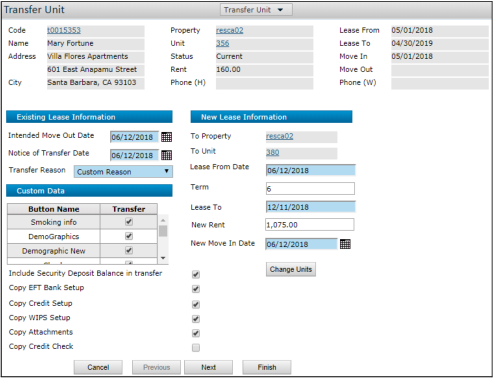 Transfer Unit Transfer Unit
Code t0015353 Property resca02 Lease From 05/01/2018
Name Mary Fortune Unit 356 Lease To 04/30/2019
Address Villa Flores Apartments Status Current Move In 05/01/2018
601 East Anapamu Street Rent 160.00 Move Out
City Santa Barbara, CA 93103 Phone (H) Phone (W)
Existing Lease Information
Intended Move Out Date 06/12/2018
Notice of Transfer Date 06/12/2018
Transfer Reason Custom Reason
Custom Data
Button Name Transfer
Smoking info
DemoGraphics
Demographic New
New Lease Information
To Property resca02
To Unit 380
Lease From Date 06/12/2018
Term 6
Lease To 12/11/2018
New Rent 1,075.00
New Move In Date 06/12/2018
Change Units
Include Security Deposit Balance in transfer
Copy EFT Bank Setup
Copy Credit Setup
Copy WIPS Setup
Copy Attachments
Copy Credit Check
Cancel Previous Next Finish